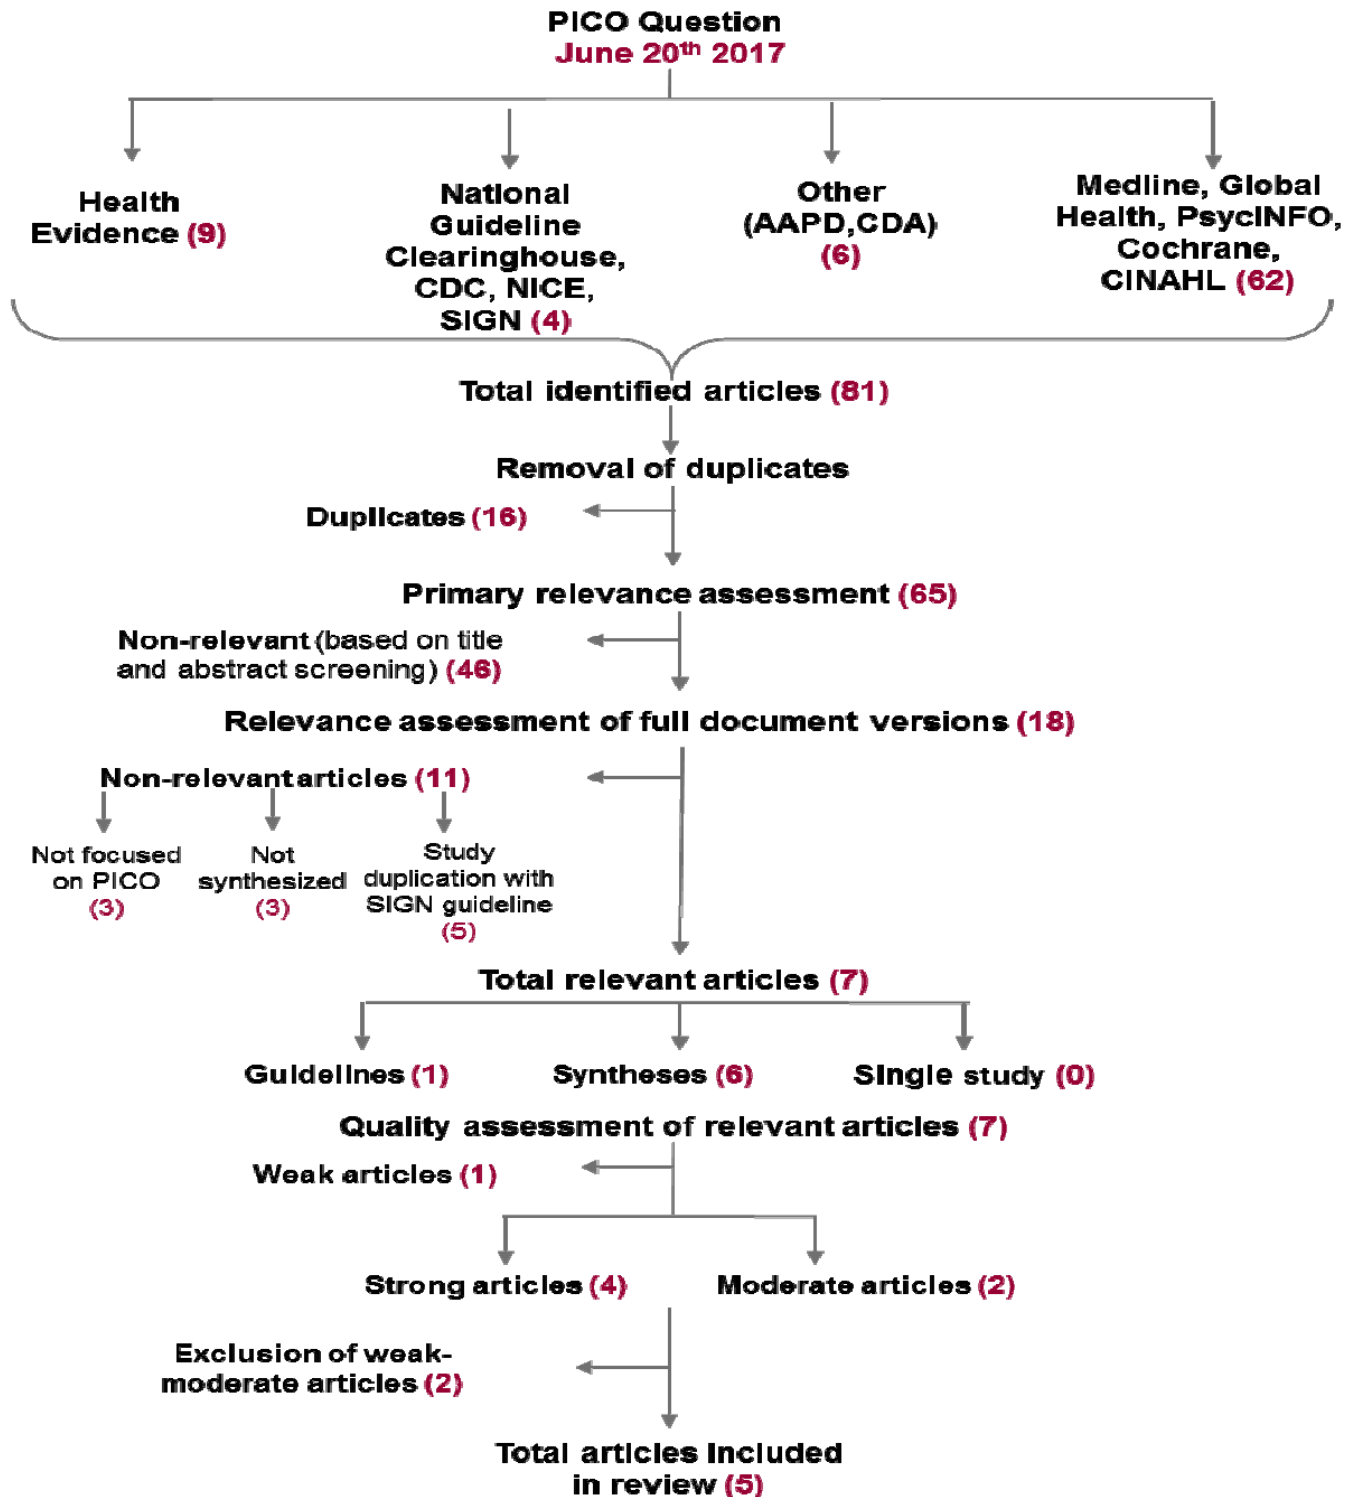 PICO Question
June 20th 2017
Health
Evidence (9)
National
Guideline
Clearinghouse,
CDC, NICE,
SIGN (4)
Other
(AAPD,CDA)
(6)
Medline, Global
Health, PsycINFO,
Cochrane,
CINAHL (62)
Total identified articles (81)
Removal of duplicates
Duplicates (16)
Primary relevance assessment (65)
Non-relevant (based on title
and abstract screening) (46)
Relevance assessment of full document versions (18)
Non-relevant articles (11)
Not focused
on PICO
(3)
Not
synthesized
(3)
Study
duplication with
SIGN guideline
(5)
Total relevant articles (7)
Guidelines (1)
Syntheses (6)
Single study (0)
Quality assessment of relevant articles (7)
Weak articles (1)
Strong articles (4)
Moderate articles (2)
Exclusion of weak-
moderate articles (2)
Total articles included
in review (5)